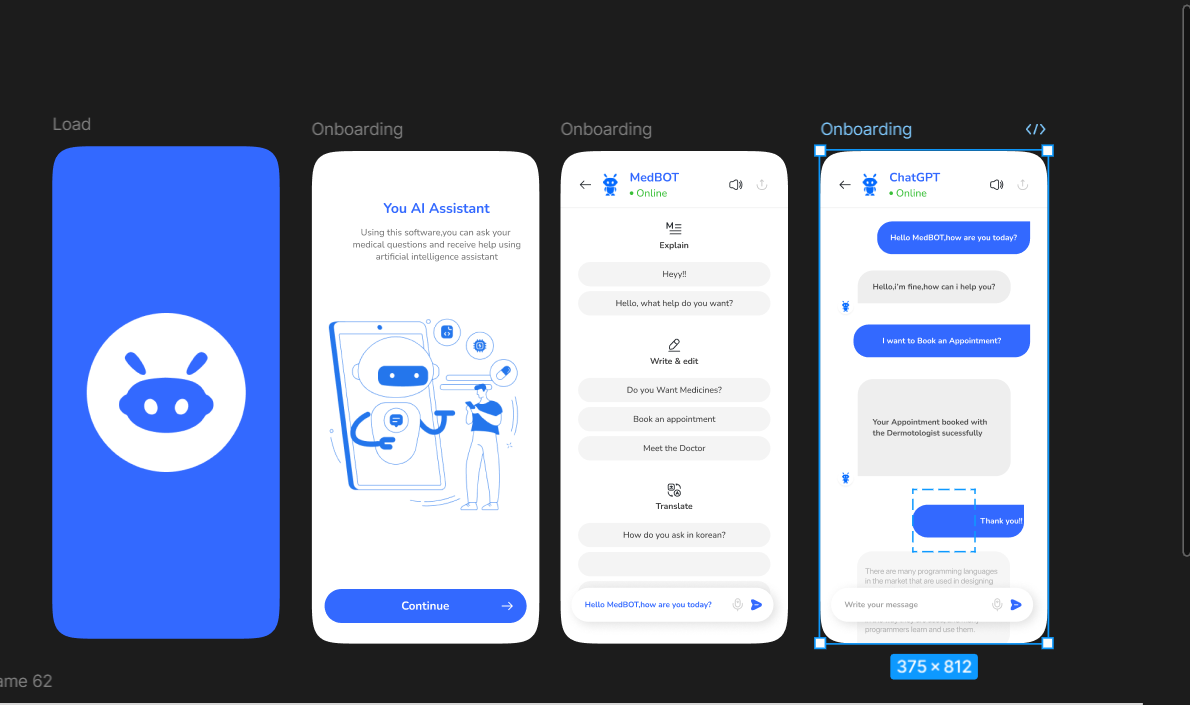 Load
Onboarding
Onboarding
Onboarding
</>
You AI Assistant
Using this software,you can ask your
medical questions and receive help using
artificial intelligence assistant
Continue
MedBOT
• Online
M
Explain
Heyy!!
Hello, what help do you want?
Write & edit
Do you Want Medicines?
Book an appointment
Meet the Doctor
Translate
How do you ask in korean?
Hello MedBOT,how are you today?
ChatGPT
• Online
Hello MedBOT,how are you today?
Hello,i'm fine,how can i help you?
I want to Book an Appointment?
Your Appointment booked with
the Dermotologist sucessfully
Thank you!!
There are many programming languages
in the market that are used in designing
Write your message
programmers learn and use them.
375 × 812
ame 62